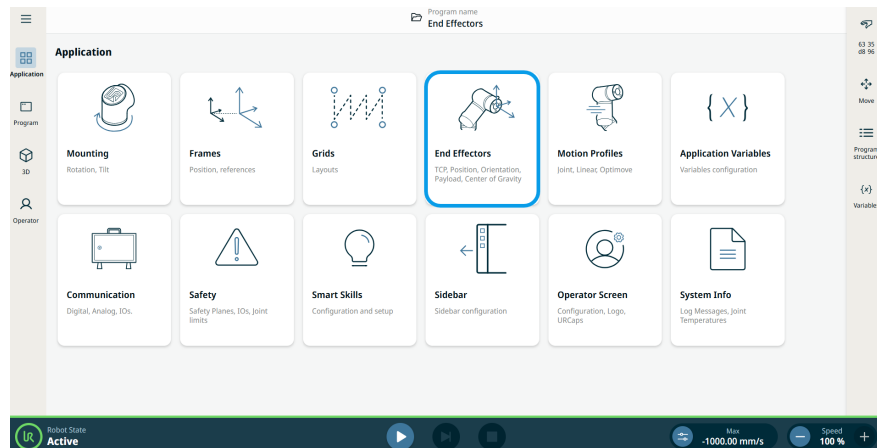 Program name
End Effectors
Application
Application
Program
3D
Operator
Mounting
Rotation, Tilt
Frames
Position, references
Grids
Layouts
End Effectors
TCP, Position, Orientation,
Payload, Center of Gravity
Motion Profiles
Joint, Linear, Optimove
{X}
Application Variables
Variables configuration
Communication
Digital, Analog, IOs.
Safety
Safety Planes, IOs, Joint
limits
Smart Skills
Configuration and setup
Sidebar
Sidebar configuration
Operator Screen
Configuration, Logo,
URCaps
System Info
Log Messages, Joint
Temperatures
63 35
d8 96
Move
Program
structure
{x}
Variable
UR
Robot State
Active
Max
-1000.00 mm/s
Speed
100 %